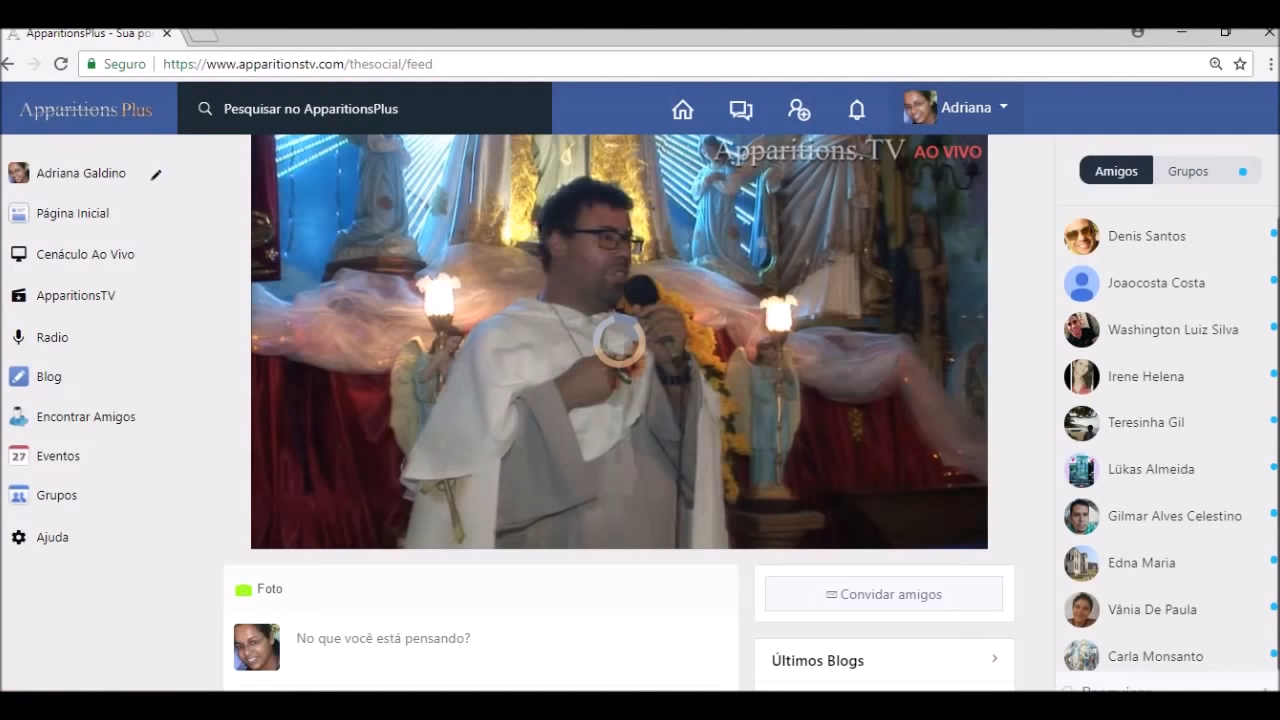 ApparitionsPlus - Sua po
Seguro
https://www.apparitionstv.com/thesocial/feed
Apparitions Plus
Pesquisar no ApparitionsPlus
Adriana
Adriana Galdino
Página Inicial
Cenáculo Ao Vivo
ApparitionsTV
Radio
Blog
Encontrar Amigos
27 Eventos
Grupos
Ajuda
Apparitions.TV AO VIVO
Foto
No que você está pensando?
Convidar amigos
Últimos Blogs
Amigos Grupos
Denis Santos
Joaocosta Costa
Washington Luiz Silva
Irene Helena
Teresinha Gil
Lükas Almeida
Gilmar Alves Celestino
Edna Maria
Vânia De Paula
Carla Monsanto